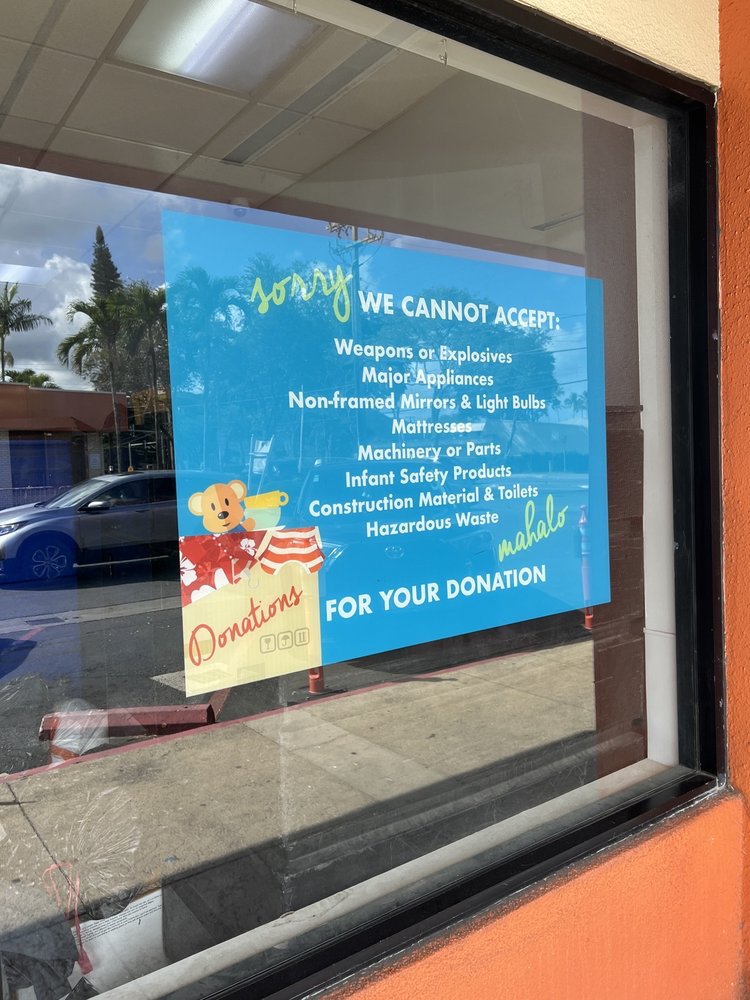 sorry WE CANNOT ACCEPT:
Weapons or Explosives
Major Appliances
Non-framed Mirrors & Light Bulbs
Mattresses
Machinery or Parts
Infant Safety Products
Construction Material & Toilets
Hazardous Waste
mahalo
FOR YOUR DONATION
Donations